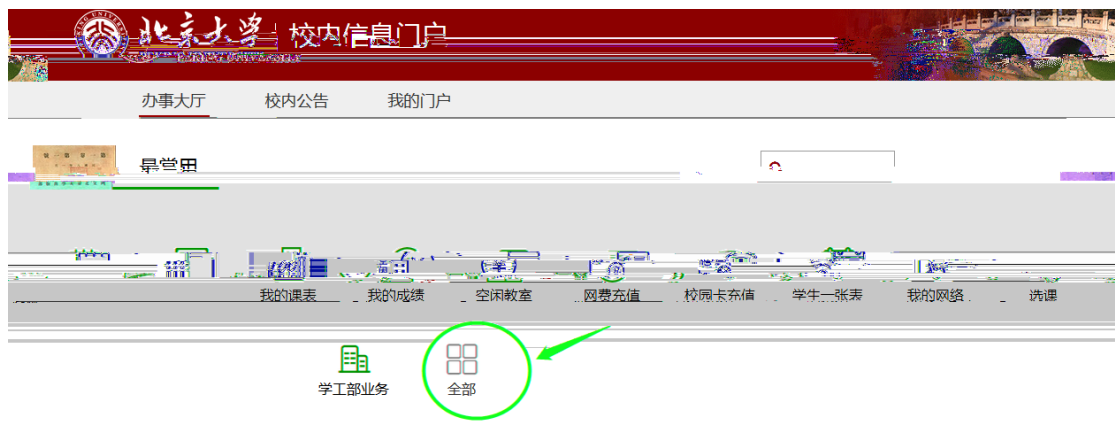 北京大学 校内信息门户
办事大厅 校内公告 我的门户
最常用
我的课表 我的成绩 空闲教室 网费充值 校园卡充值 学生一张表 我的网络 选课
学工部业务 全部